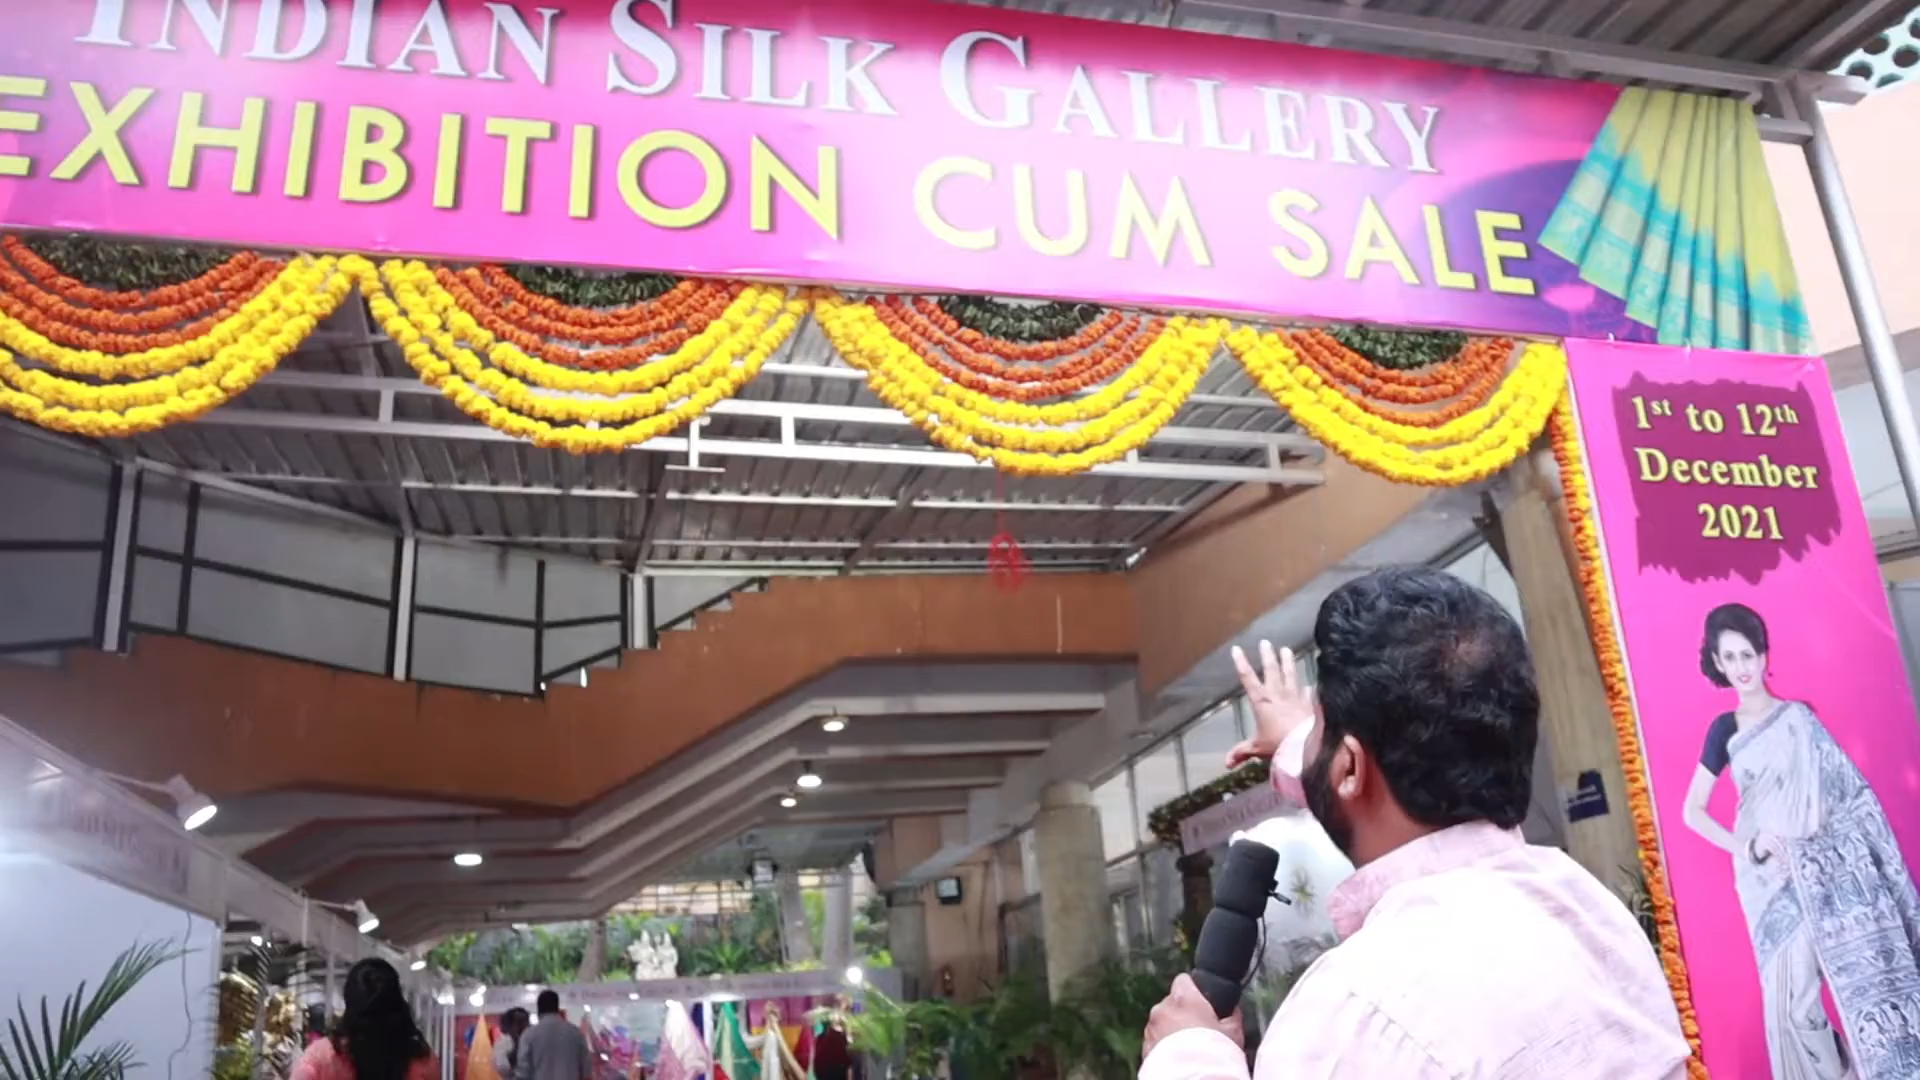 INDIAN SILK GALLERY
EXHIBITION CUM SALE
1st to 12th
December
2021